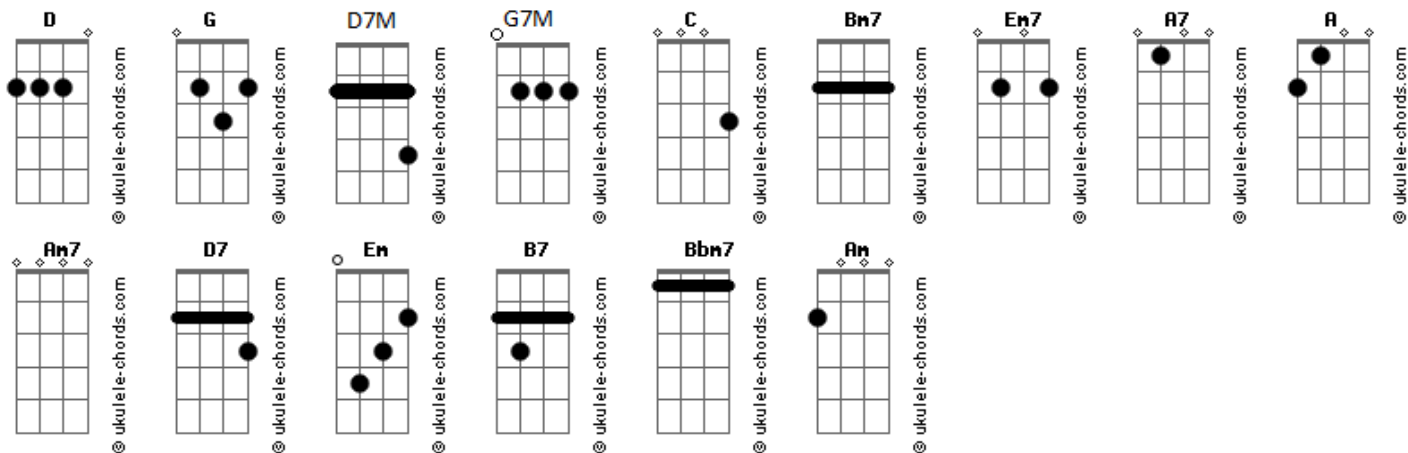 D G D7M G7M C Bm7 Em7 A7 A
© ukulele-chords.com © ukulele-chords.com © ukulele-chords.com © ukulele-chords.com © ukulele-chords.com © ukulele-chords.com © ukulele-chords.com © ukulele-chords.com © ukulele-chords.com
Am7 D7 Em B7 Bbm7 Am
© ukulele-chords.com © ukulele-chords.com © ukulele-chords.com © ukulele-chords.com © ukulele-chords.com © ukulele-chords.com